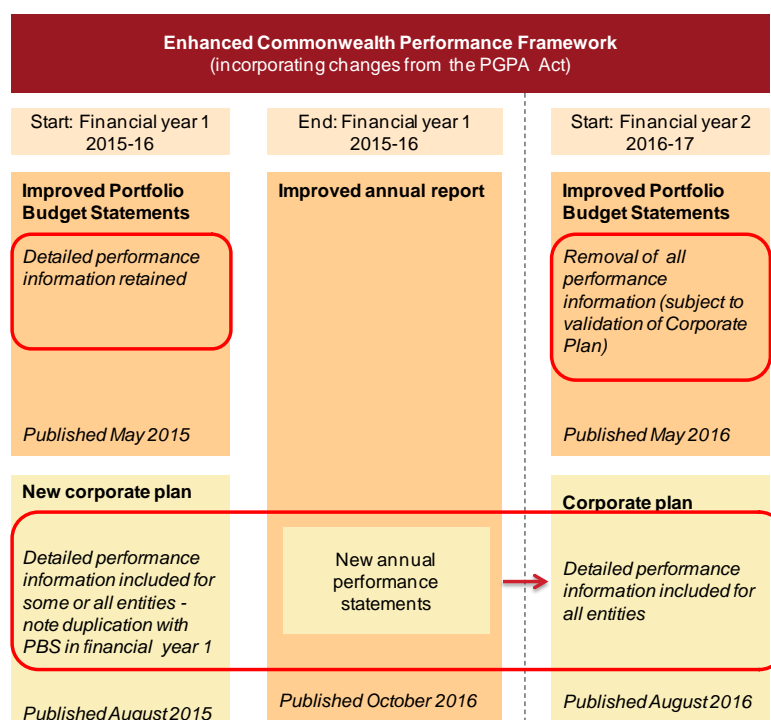 Enhanced Commonwealth Performance Framework
(incorporating changes from the PGPA Act)
Start: Financial year 1
2015-16
End: Financial year 1
2015-16
Start: Financial year 2
2016-17
Improved Portfolio
Budget Statements
Detailed performance
information retained
Published May 2015
Improved annual report
Improved Portfolio
Budget Statements
Removal of all
performance
information (subject to
validation of Corporate
Plan)
Published May 2016
New corporate plan
Detailed performance
information included for
some or all entities -
note duplication with
PBS in financial year 1
Published August 2015
New annual
performance
statements
Published October 2016
Corporate plan
Detailed performance
information included for
all entities
Published August 2016